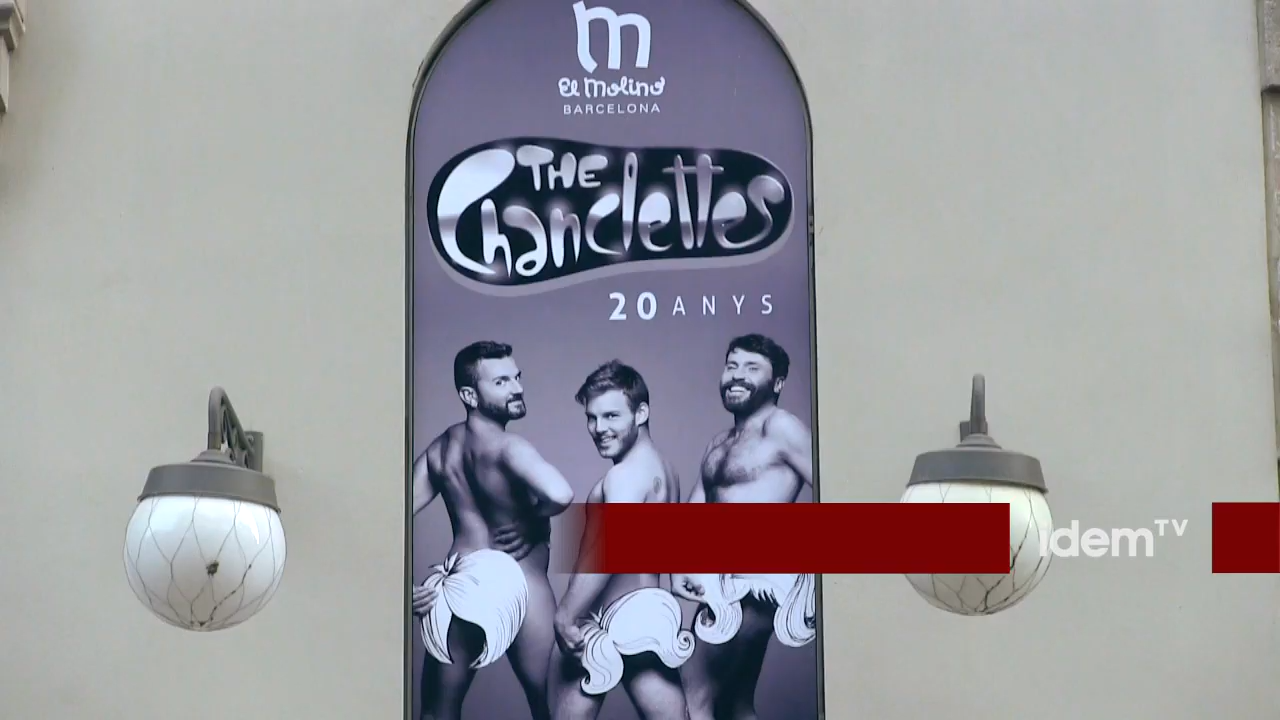 m
El Molino
BARCELONA
THE
Chanclettes
20 ANYS
idem TV